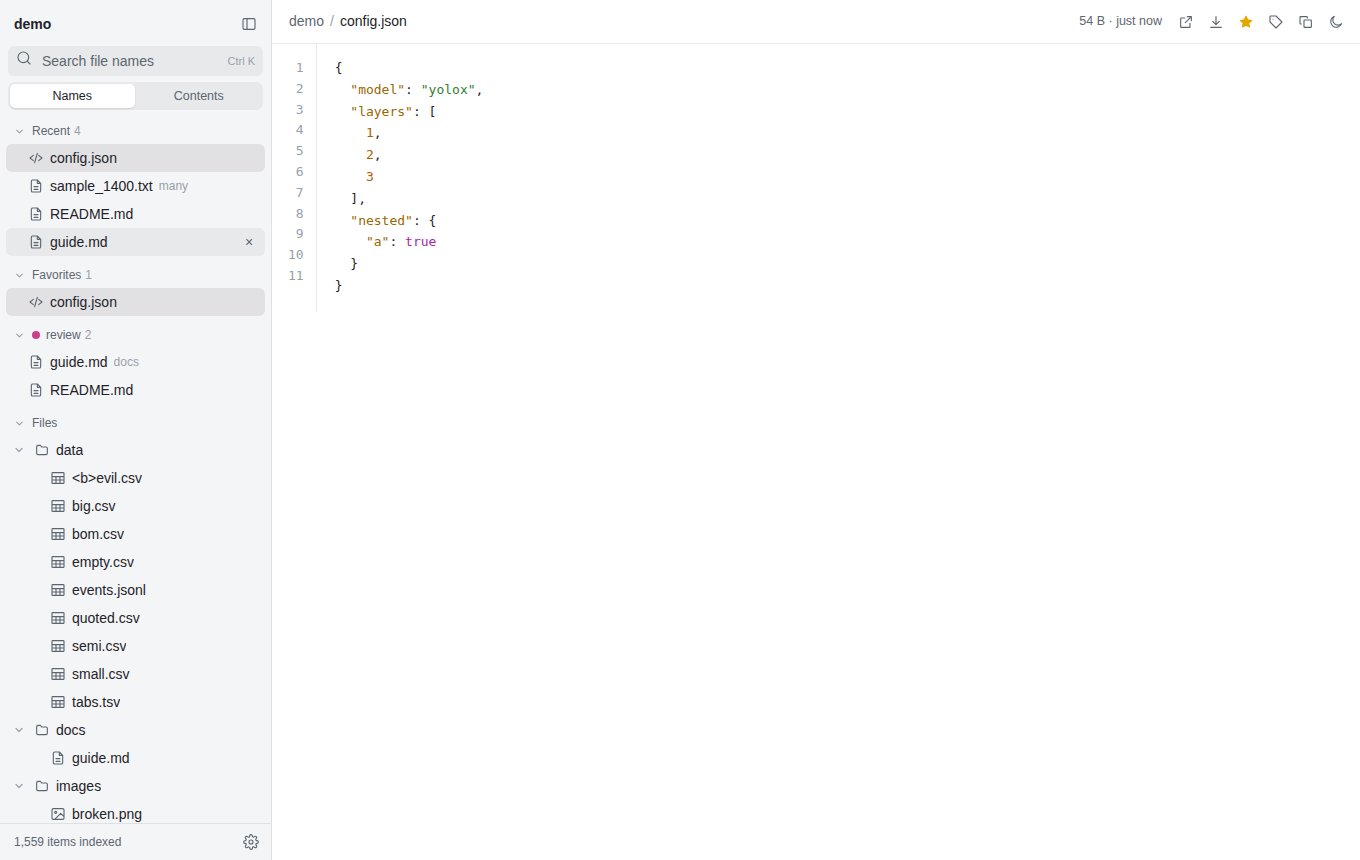 demo
Search file names Ctrl K
Names Contents
Recent 4
config.json
sample_1400.txt many
README.md
guide.md ×
Favorites 1
config.json
review 2
guide.md docs
README.md
Files
data
<b>evil.csv
big.csv
bom.csv
empty.csv
events.jsonl
quoted.csv
semi.csv
small.csv
tabs.tsv
docs
guide.md
images
broken.png
1,559 items indexed
demo / config.json
54 B · just now
1 {
2   "model": "yolox",
3   "layers": [
4     1,
5     2,
6     3
7   ],
8   "nested": {
9     "a": true
10   }
11 }